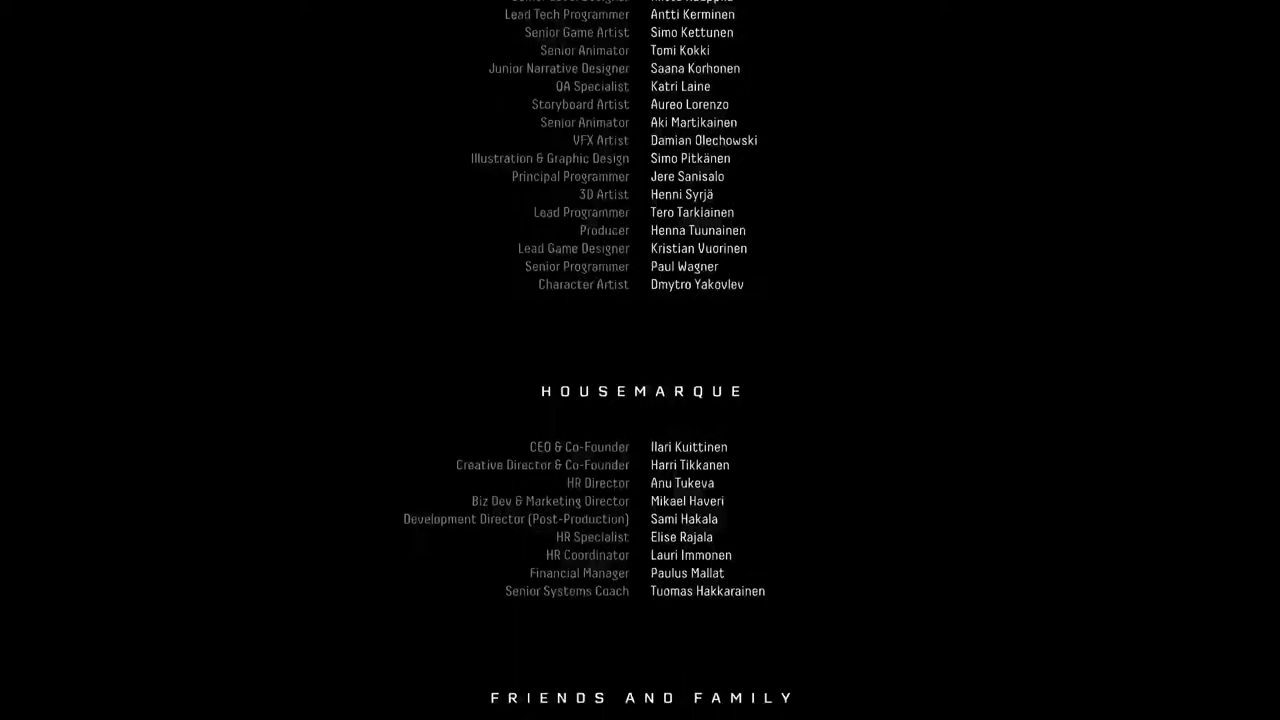 Lead Tech Programmer Antti Kerminen
Senior Game Artist Simo Kettunen
Senior Animator Tomi Kokki
Junior Narrative Designer Saana Korhonen
QA Specialist Katri Laine
Storyboard Artist Aureo Lorenzo
Senior Animator Aki Martikainen
VFX Artist Damian Olechowski
Illustration & Graphic Design Simo Pitkänen
Principal Programmer Jere Sanisalo
3D Artist Henni Syrjä
Lead Programmer Tero Tarkiainen
Producer Henna Tuunainen
Lead Game Designer Kristian Vuorinen
Senior Programmer Paul Wagner
Character Artist Dmytro Yakovlev
HOUSEMARQUE
CEO & Co-Founder Ilari Kuittinen
Creative Director & Co-Founder Harri Tikkanen
HR Director Anu Tukeva
Biz Dev & Marketing Director Mikael Haveri
Development Director (Post-Production) Sami Hakala
HR Specialist Elise Rajala
HR Coordinator Lauri Immonen
Financial Manager Paulus Mallat
Senior Systems Coach Tuomas Hakkarainen
FRIENDS AND FAMILY